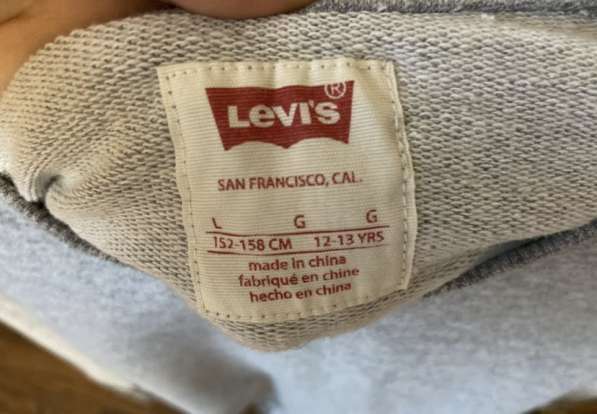 Levi's ®
SAN FRANCISCO, CAL.
L G G
152-158 CM 12-13 YRS
made in china
fabriqué en chine
hecho en china